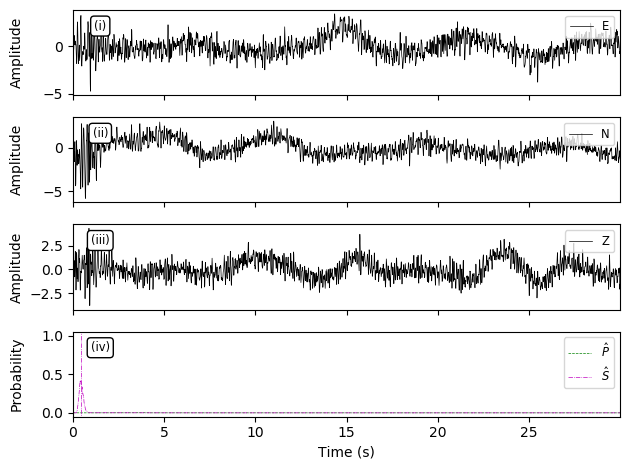 (i)
E
Amplitude
0
−5
(ii)
N
Amplitude
0
−5
(iii)
Z
Amplitude
2.5
0.0
−2.5
(iv)
P̂
Ŝ
Probability
1.0
0.5
0.0
0 5 10 15 20 25
Time (s)